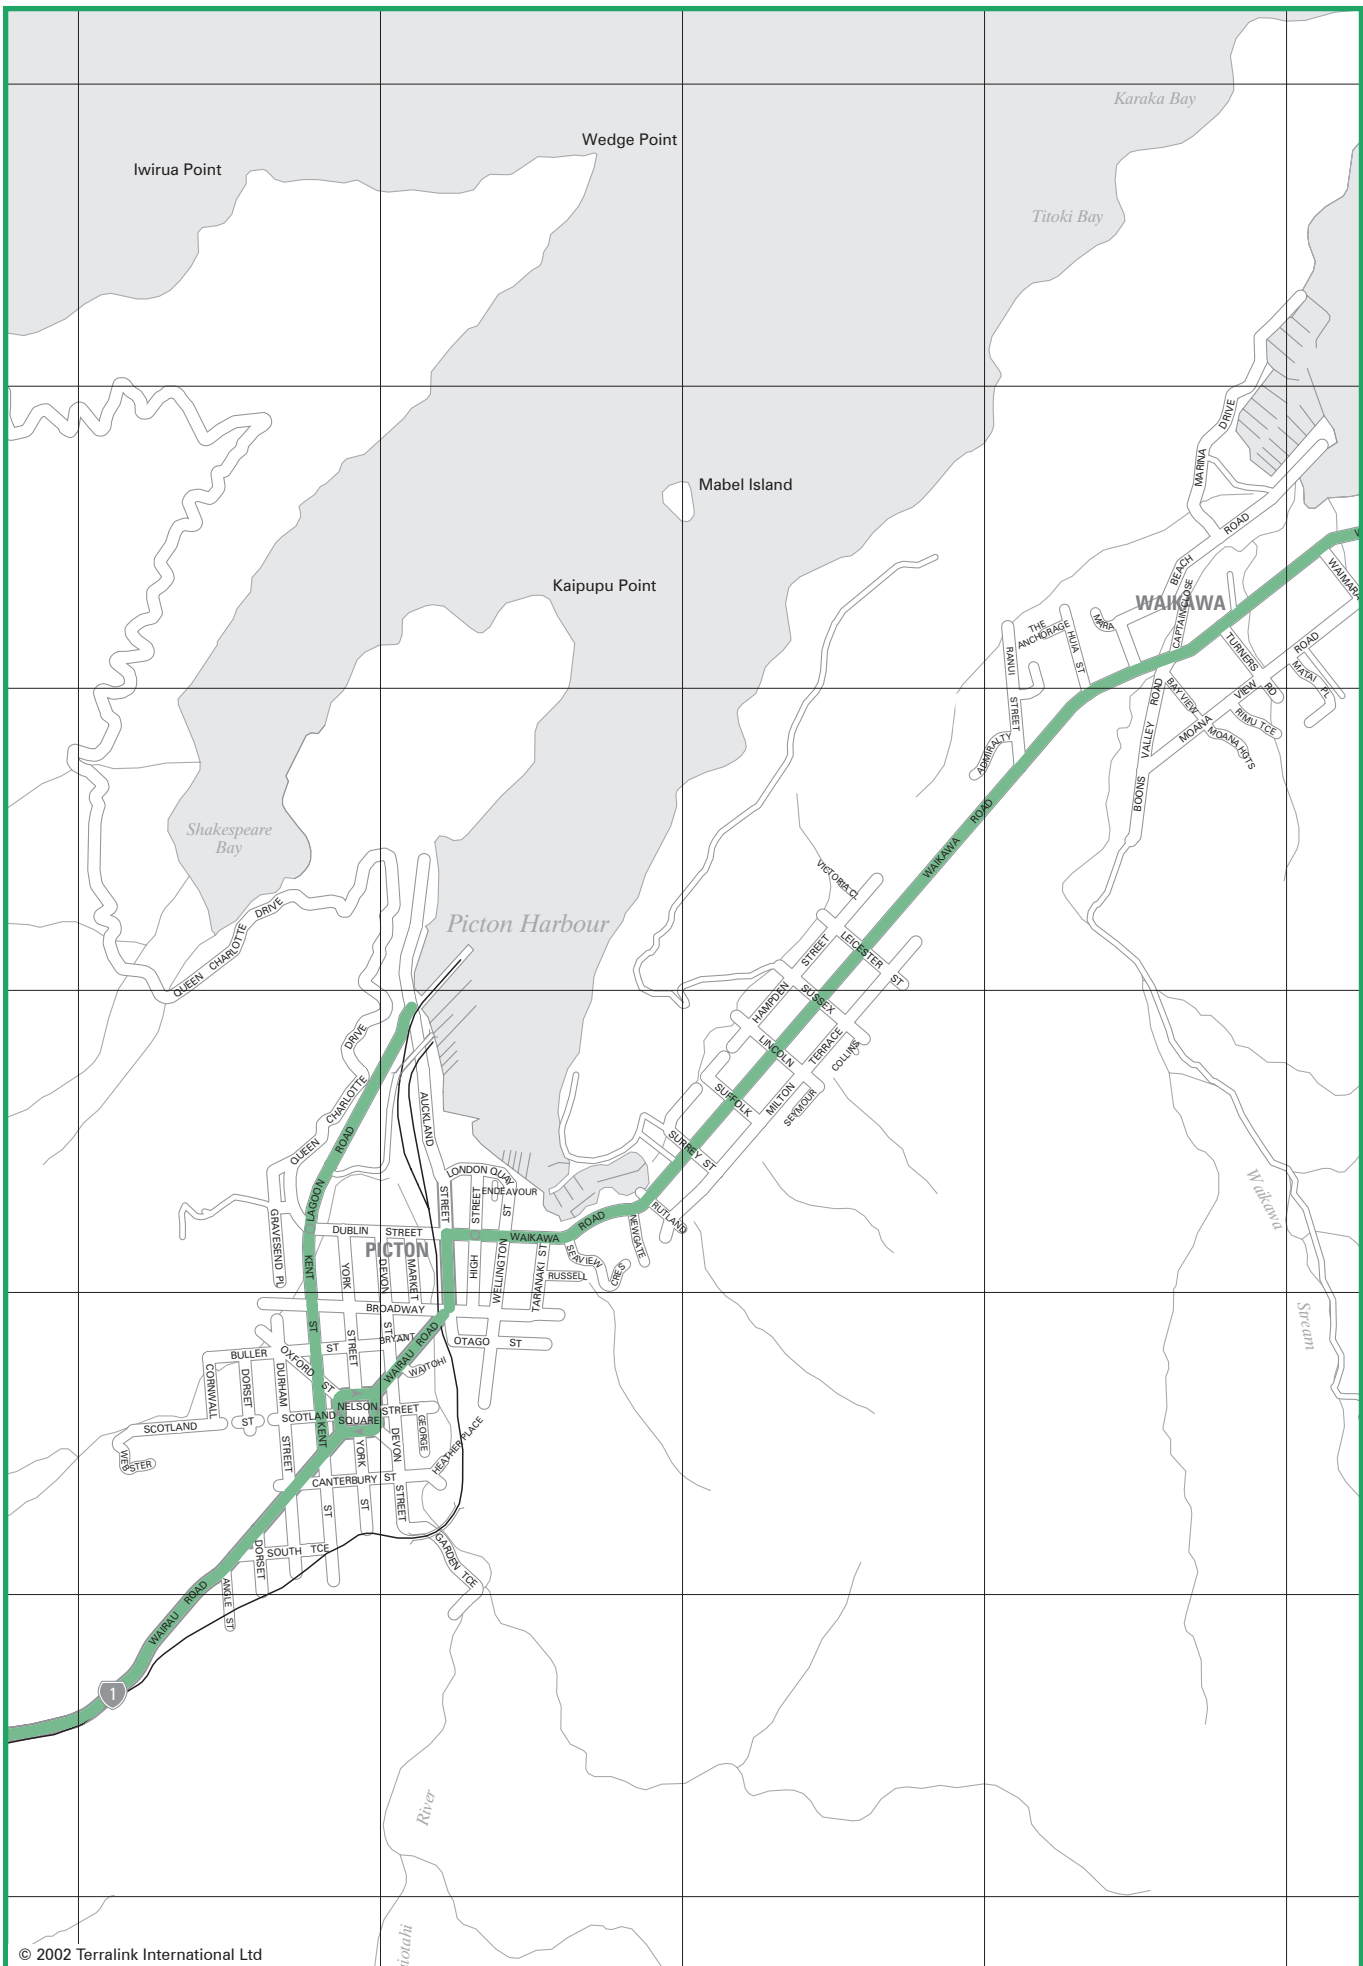 Karaka Bay
Wedge Point
Iwirua Point
Titoki Bay
DRIVE
MARINA
Mabel Island
ROAD
BEACH
Kaipupu Point
WAIKAWA
CAPTAIN CLOSE
THE
ANCHORAGE
HUIA
ST
MARA
RANUI
STREET
ADMIRALTY
TURNERS
RD
ROAD
VIEW
MOANA
MATAI PL
RIMU TCE
MOANA HGTS
BAY VIEW
BOONS
VALLEY
ROAD
WAIKAWA
ROAD
Shakespeare
Bay
Picton Harbour
QUEEN CHARLOTTE
DRIVE
VICTORIA CL
LEICESTER
ST
HAMPDEN
STREET
SUSSEX
LINCOLN
TERRACE
COLLINS
MILTON
SEYMOUR
SUFFOLK
SURREY ST
RUTLAND
QUEEN
CHARLOTTE
DRIVE
LAGOON
ROAD
AUCKLAND
STREET
LONDON QUAY
ENDEAVOUR
STREET
ST
HIGH
WELLINGTON
WAIKAWA
ROAD
NEWGATE
SEAVIEW
CRES
RUSSELL
TARANAKI ST
GRAVESEND PL
DUBLIN
STREET
PICTON
KENT
ST
YORK
STREET
DEVON
ST
MARKET
BROADWAY
BRYANT
OTAGO
ST
WAIRAU
ROAD
WAITOHI
BULLER
ST
OXFORD
ST
CORNWALL
DORSET
DURHAM
STREET
SCOTLAND
ST
SCOTLAND
NELSON
SQUARE
STREET
KENT
ST
GEORGE
HEATHER PLACE
DEVON
STREET
YORK
ST
WEBSTER
CANTERBURY
ST
SOUTH
TCE
DORSET
ANGLE
ST
GARDEN
TCE
WAIRAU
ROAD
1
Waikawa
Stream
River
© 2002 Terralink International Ltd